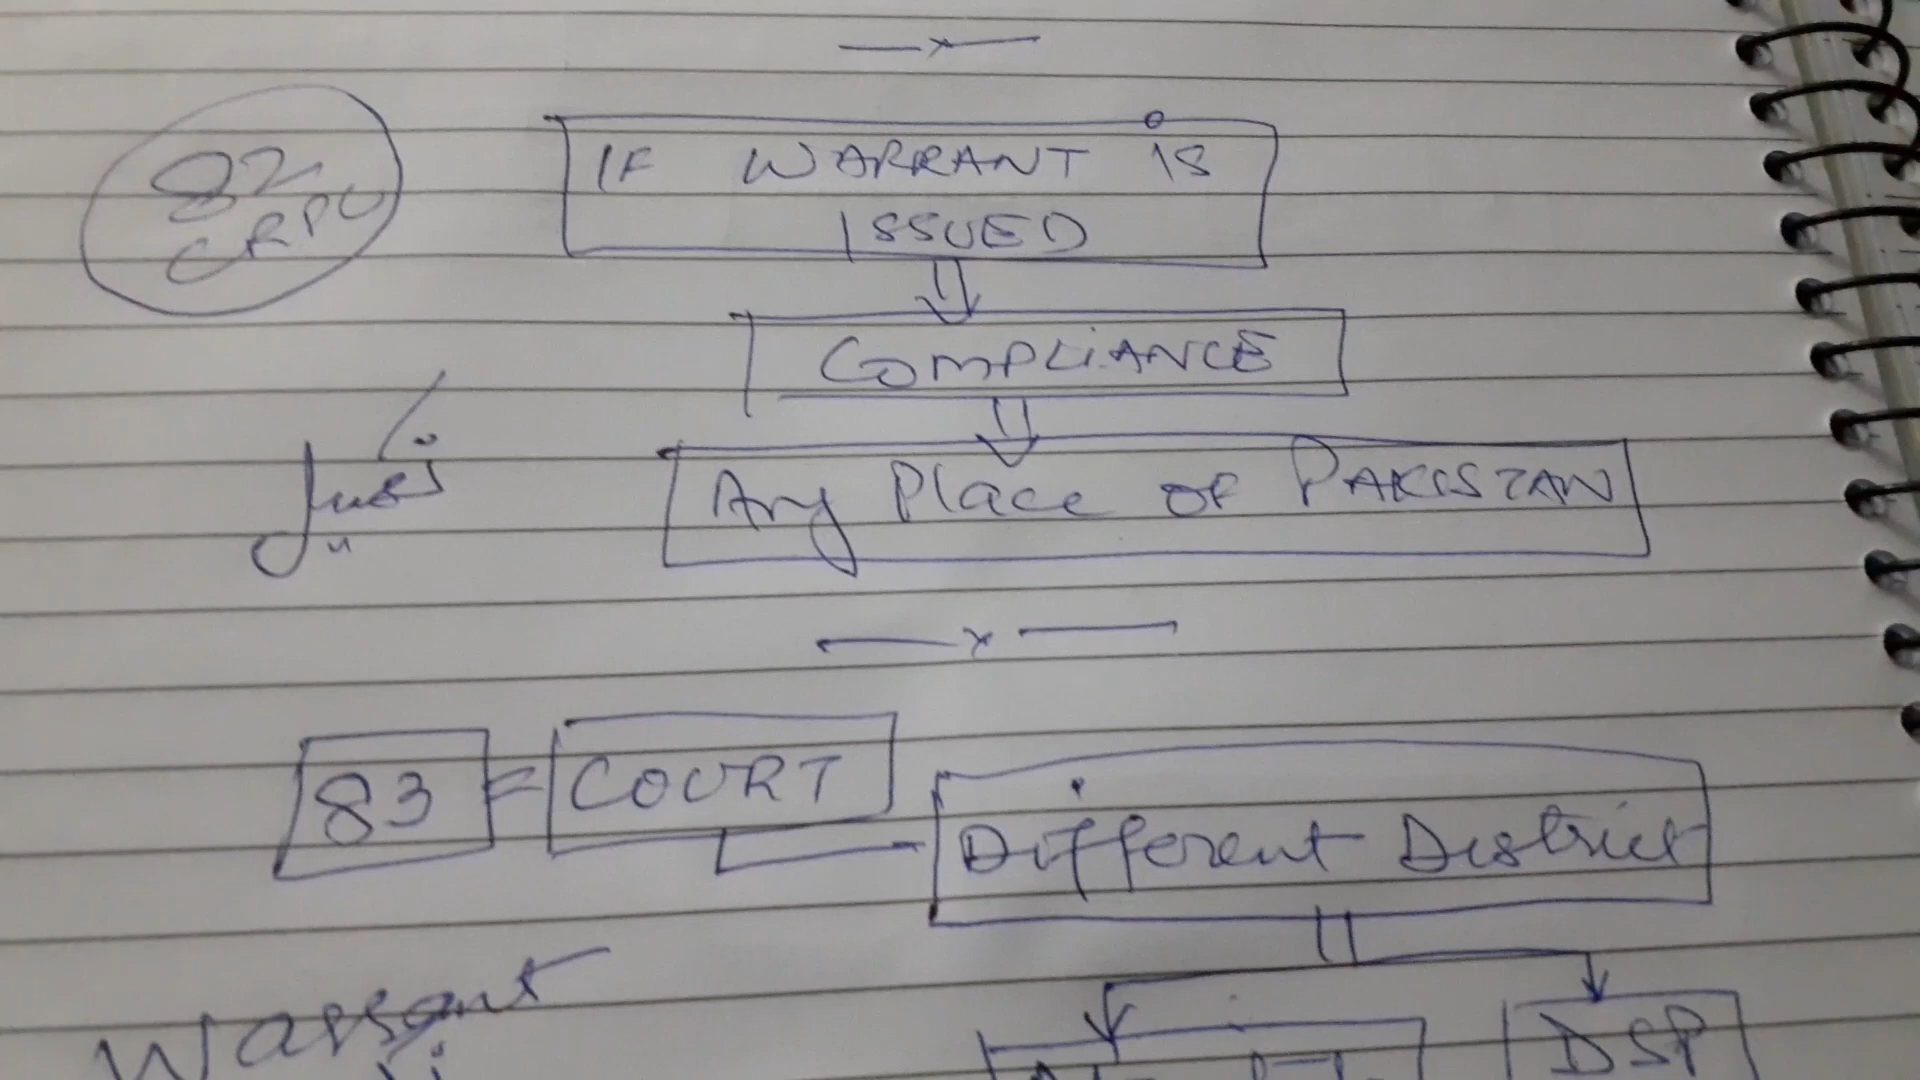 82
CRPC
IF WARRANT IS
ISSUED
COMPLIANCE
Any Place OF PAKISTAN
83 = COURT
Different District
Warrant
DSP